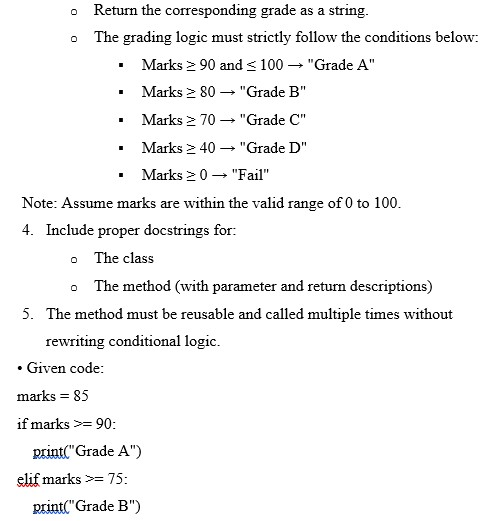 o Return the corresponding grade as a string.
o The grading logic must strictly follow the conditions below:
▪ Marks ≥ 90 and ≤ 100 → "Grade A"
▪ Marks ≥ 80 → "Grade B"
▪ Marks ≥ 70 → "Grade C"
▪ Marks ≥ 40 → "Grade D"
▪ Marks ≥ 0 → "Fail"
Note: Assume marks are within the valid range of 0 to 100.
4. Include proper docstrings for:
o The class
o The method (with parameter and return descriptions)
5. The method must be reusable and called multiple times without
rewriting conditional logic.
• Given code:
marks = 85
if marks >= 90:
print("Grade A")
elif marks >= 75:
print("Grade B")